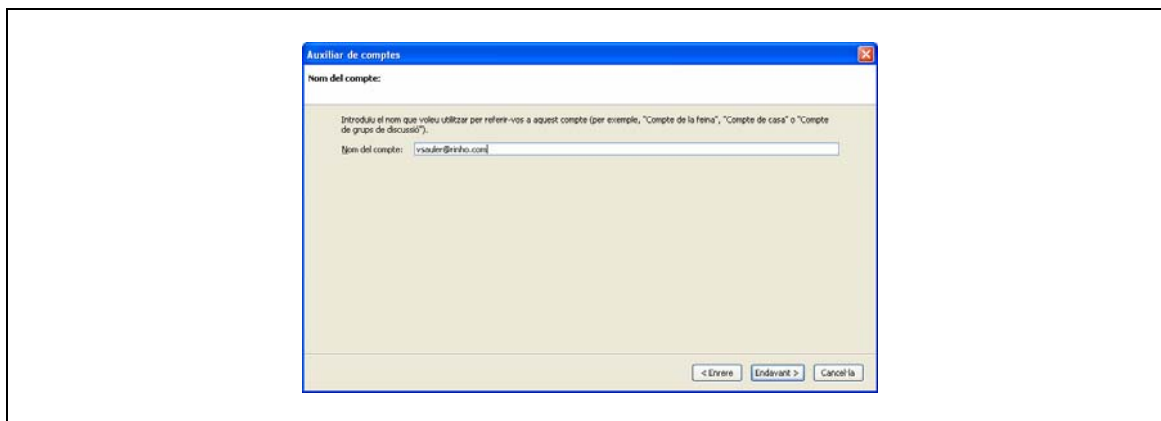 Auxiliar de comptes
Nom del compte:
Introduïu el nom que voleu utilitzar per referir-vos a aquest compte (per exemple, "Compte de la feina", "Compte de casa" o "Compte
de grups de discussió").
Nom del compte: vsauler@rinho.com
< Enrere Endavant > Cancel·la